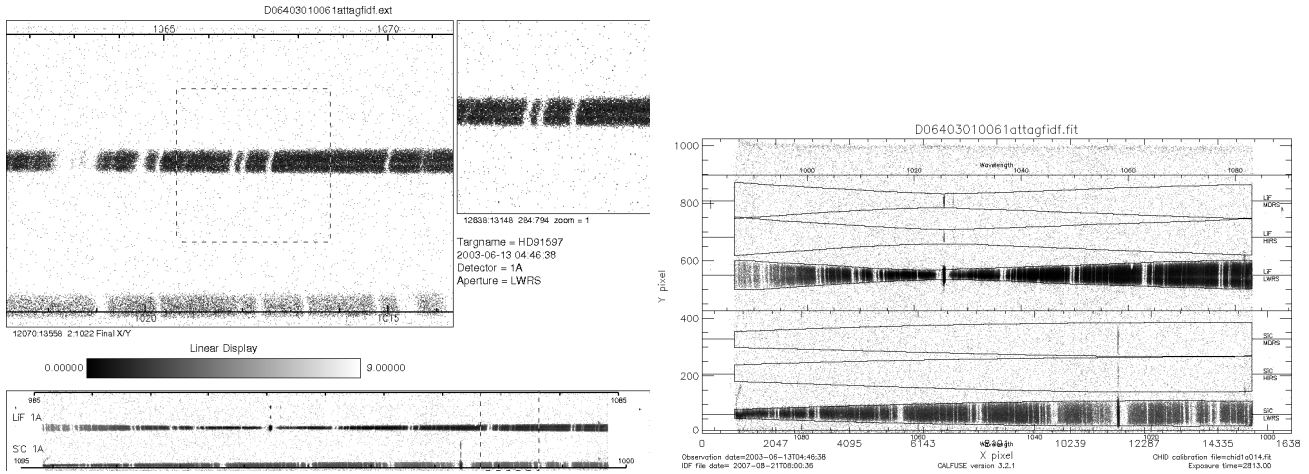 D06403010061attagfidf.ext
1065 1070
1020 1015
12070:13558 2:1022 Final X/Y
12638:13148 284:794 zoom = 1
Targname = HD91597
2003-06-13 04:46:38
Detector = 1A
Aperture = LWRS
Linear Display
0.00000 9.00000
985 1085
LiF 1A
SiC 1A
1095 1000
D06403010061attagfidf.fit
Wavelength
1000 1020 1040 1060 1080
1000
800
600
400
200
0
Y pixel
LiF MDRS
LiF HIRS
LiF LWRS
SiC MDRS
SiC HIRS
SiC LWRS
1080 1060 1040 1020 1000
0 2047 4095 6143 8191 10239 12287 14335 1638
X pixel
Observation date=2003-06-13T04:46:38
IDF file date= 2007-08-21T08:00:36
CALFUSE version 3.2.1
CHID calibration file=chid1a014.fit
Exposure time=2813.00